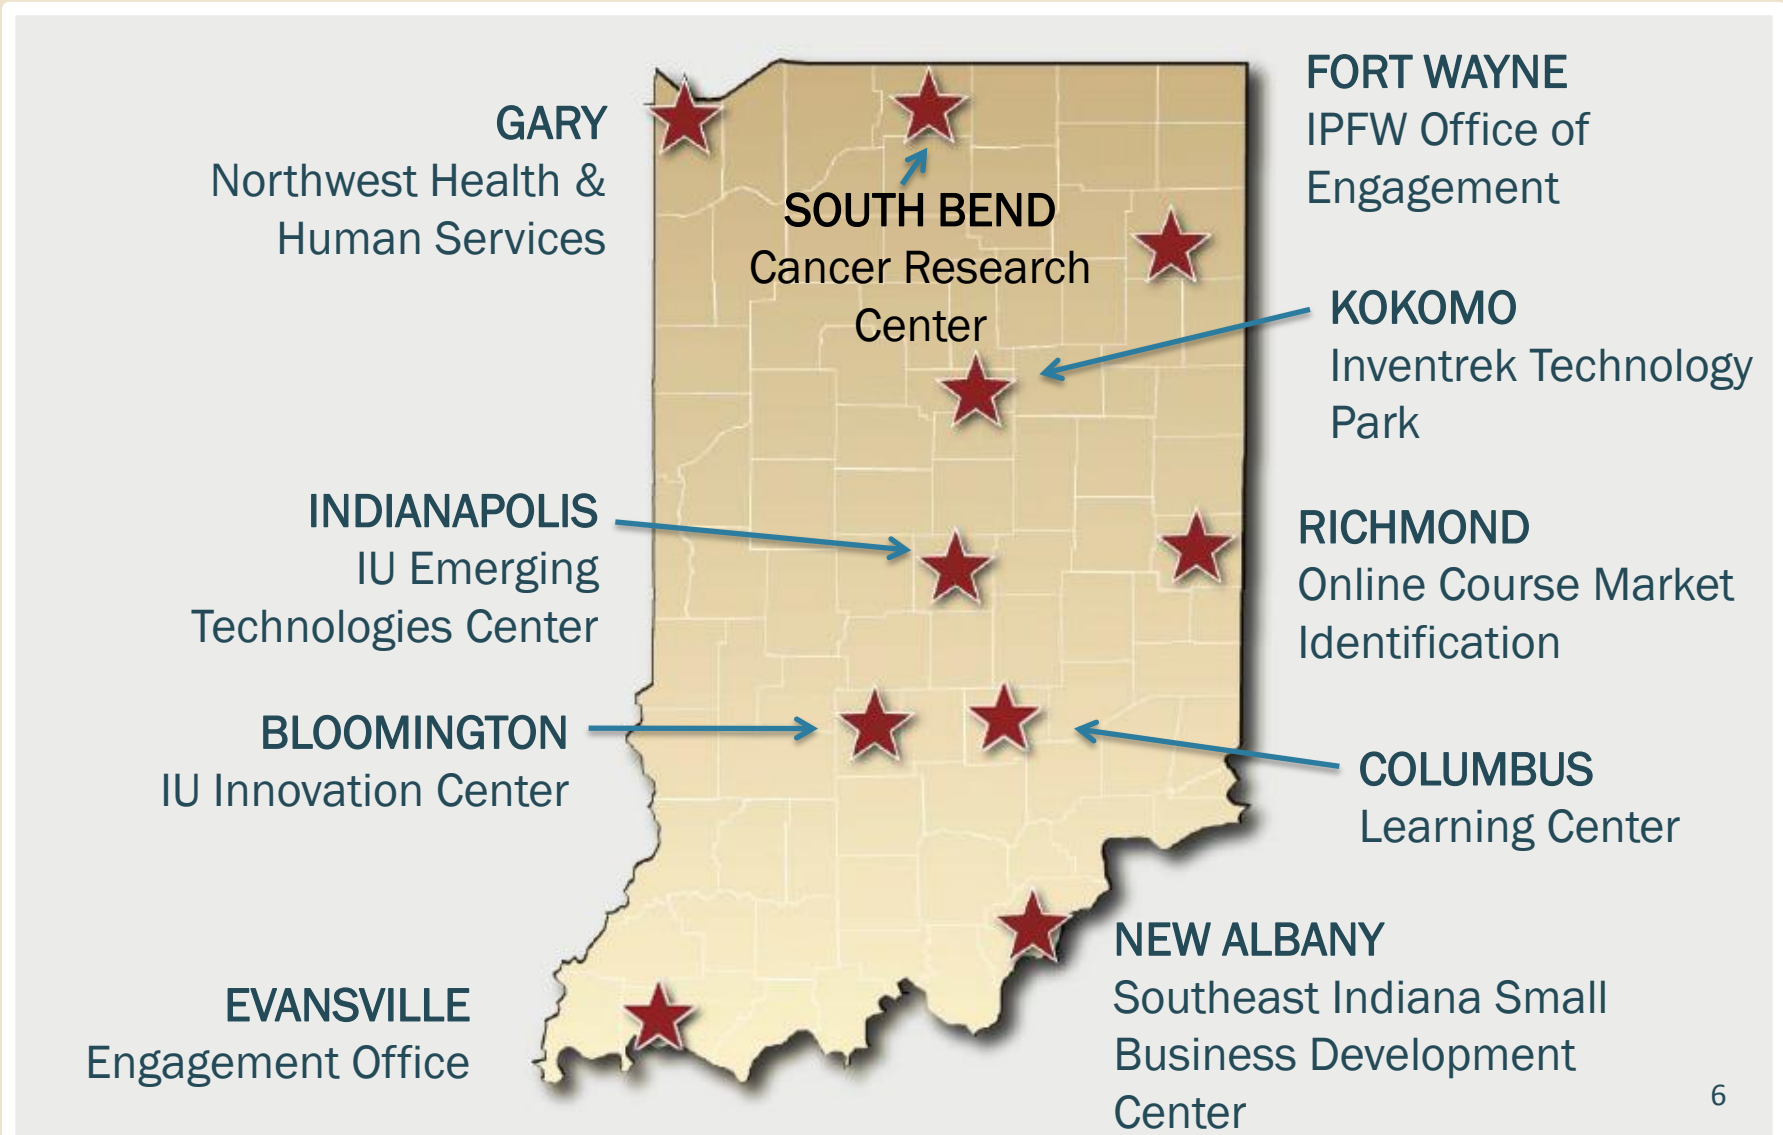 GARY
Northwest Health &
Human Services
SOUTH BEND
Cancer Research
Center
FORT WAYNE
IPFW Office of
Engagement
KOKOMO
Inventrek Technology
Park
INDIANAPOLIS
IU Emerging
Technologies Center
RICHMOND
Online Course Market
Identification
BLOOMINGTON
IU Innovation Center
COLUMBUS
Learning Center
EVANSVILLE
Engagement Office
NEW ALBANY
Southeast Indiana Small
Business Development
Center
6